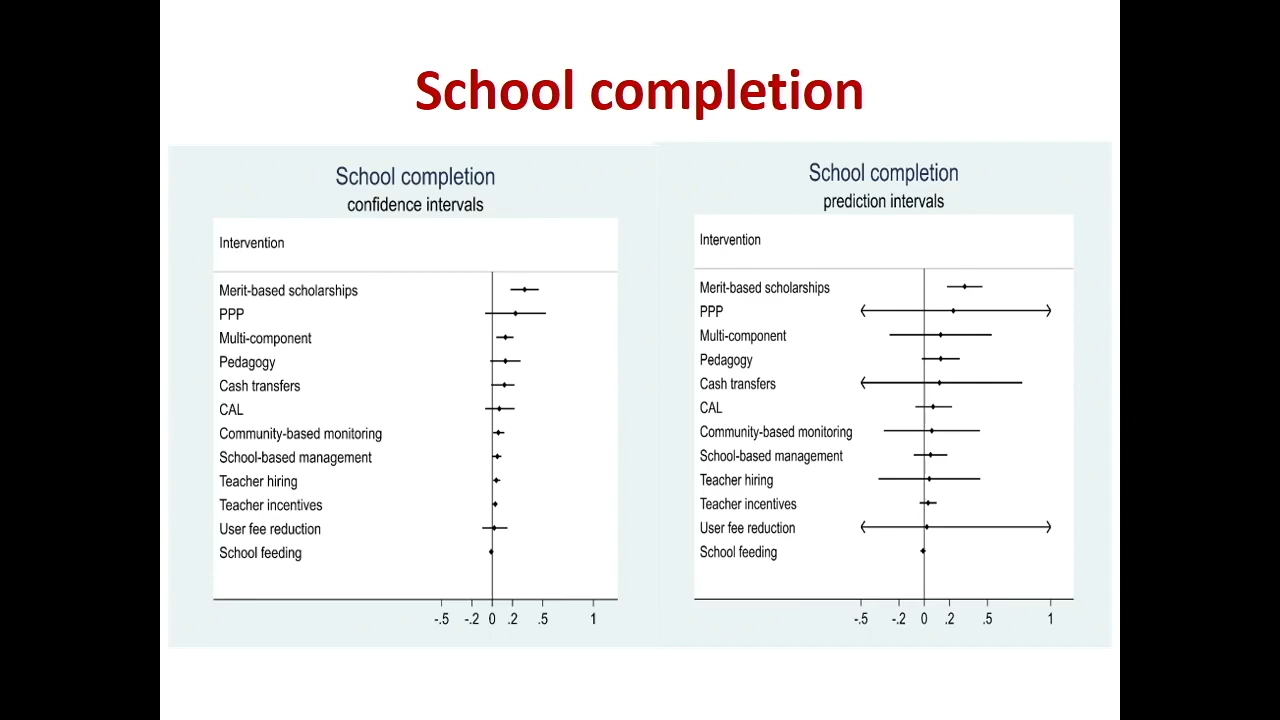 School completion
School completion
confidence intervals
Intervention
Merit-based scholarships
PPP
Multi-component
Pedagogy
Cash transfers
CAL
Community-based monitoring
School-based management
Teacher hiring
Teacher incentives
User fee reduction
School feeding
-.5 -.2 0 .2 .5 1
School completion
prediction intervals
Intervention
Merit-based scholarships
PPP
Multi-component
Pedagogy
Cash transfers
CAL
Community-based monitoring
School-based management
Teacher hiring
Teacher incentives
User fee reduction
School feeding
-.5 -.2 0 .2 .5 1